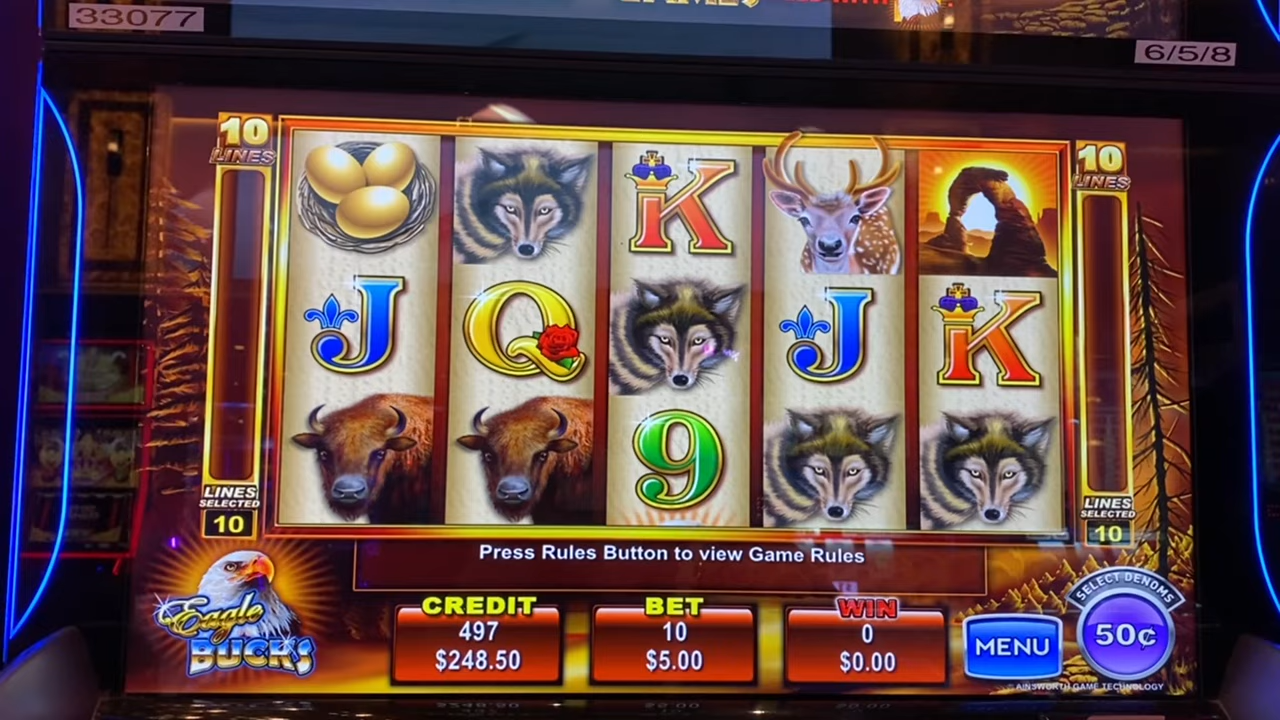 33077
6/5/8
10
LINES
10
LINES
K
J
Q
J
K
9
LINES
SELECTED
10
LINES
SELECTED
10
Press Rules Button to view Game Rules
Eagle
BUCKS
CREDIT
497
$248.50
BET
10
$5.00
WIN
0
$0.00
MENU
SELECT DENOMS
50¢
AINSWORTH GAME TECHNOLOGY